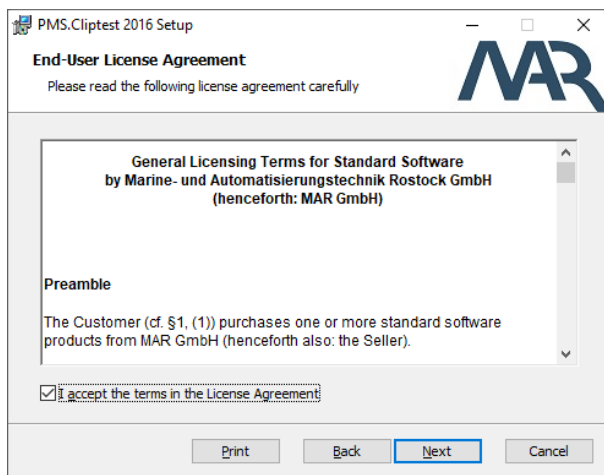 PMS.Cliptest 2016 Setup
End-User License Agreement
Please read the following license agreement carefully
MAR
General Licensing Terms for Standard Software
by Marine- und Automatisierungstechnik Rostock GmbH
(henceforth: MAR GmbH)
Preamble
The Customer (cf. §1, (1)) purchases one or more standard software
products from MAR GmbH (henceforth also: the Seller).
I accept the terms in the License Agreement
Print
Back
Next
Cancel